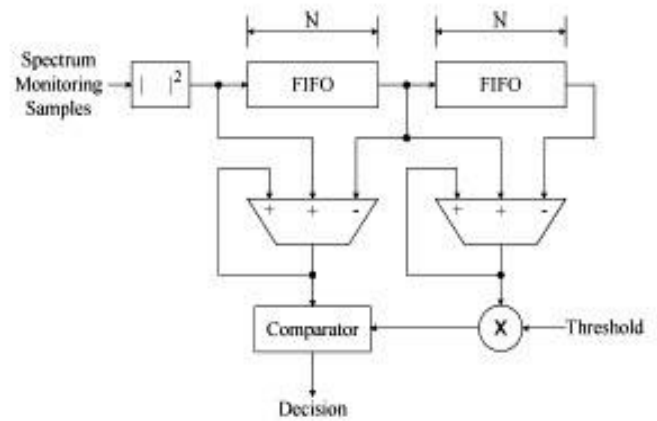 N
N
Spectrum
Monitoring
Samples
| |²
FIFO
FIFO
+ + -
+ + -
Comparator
X
Threshold
Decision